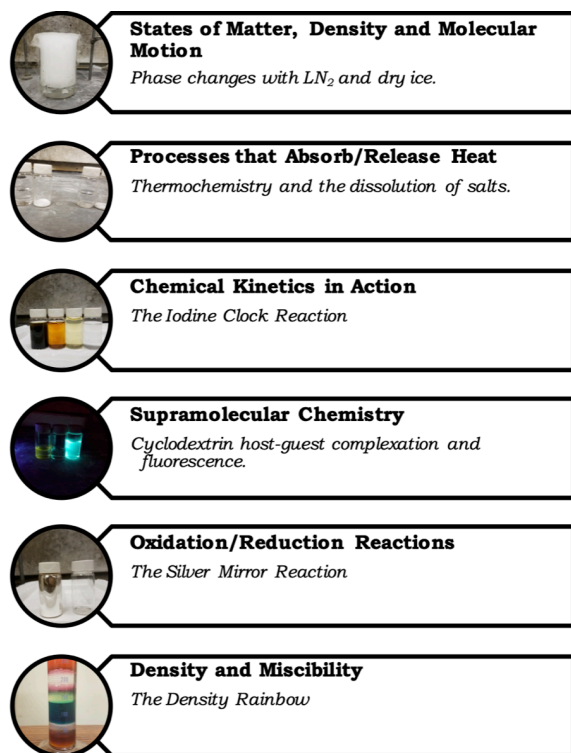 States of Matter, Density and Molecular
Motion
Phase changes with LN₂ and dry ice.
Processes that Absorb/Release Heat
Thermochemistry and the dissolution of salts.
Chemical Kinetics in Action
The Iodine Clock Reaction
Supramolecular Chemistry
Cyclodextrin host-guest complexation and
fluorescence.
Oxidation/Reduction Reactions
The Silver Mirror Reaction
Density and Miscibility
The Density Rainbow